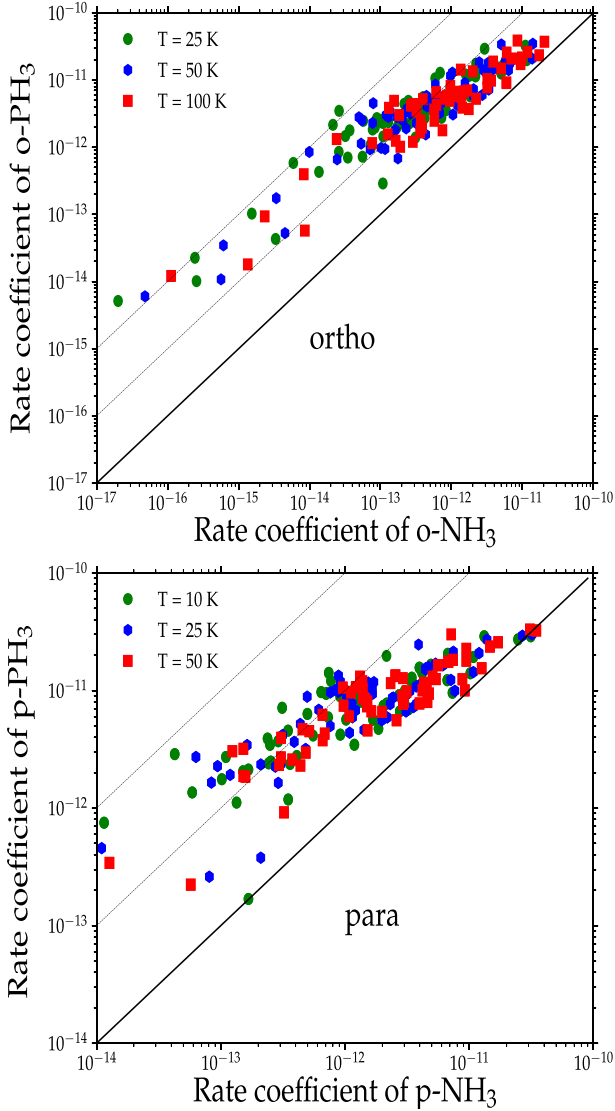 10⁻¹⁰
T = 25 K
T = 50 K
T = 100 K
10⁻¹¹
10⁻¹²
10⁻¹³
10⁻¹⁴
10⁻¹⁵
10⁻¹⁶
10⁻¹⁷
Rate coefficient of o-PH₃
ortho
10⁻¹⁷ 10⁻¹⁶ 10⁻¹⁵ 10⁻¹⁴ 10⁻¹³ 10⁻¹² 10⁻¹¹ 10⁻¹⁰
Rate coefficient of o-NH₃
10⁻¹⁰
T = 10 K
T = 25 K
T = 50 K
10⁻¹¹
10⁻¹²
10⁻¹³
10⁻¹⁴
Rate coefficient of p-PH₃
para
10⁻¹⁴ 10⁻¹³ 10⁻¹² 10⁻¹¹ 10⁻¹⁰
Rate coefficient of p-NH₃